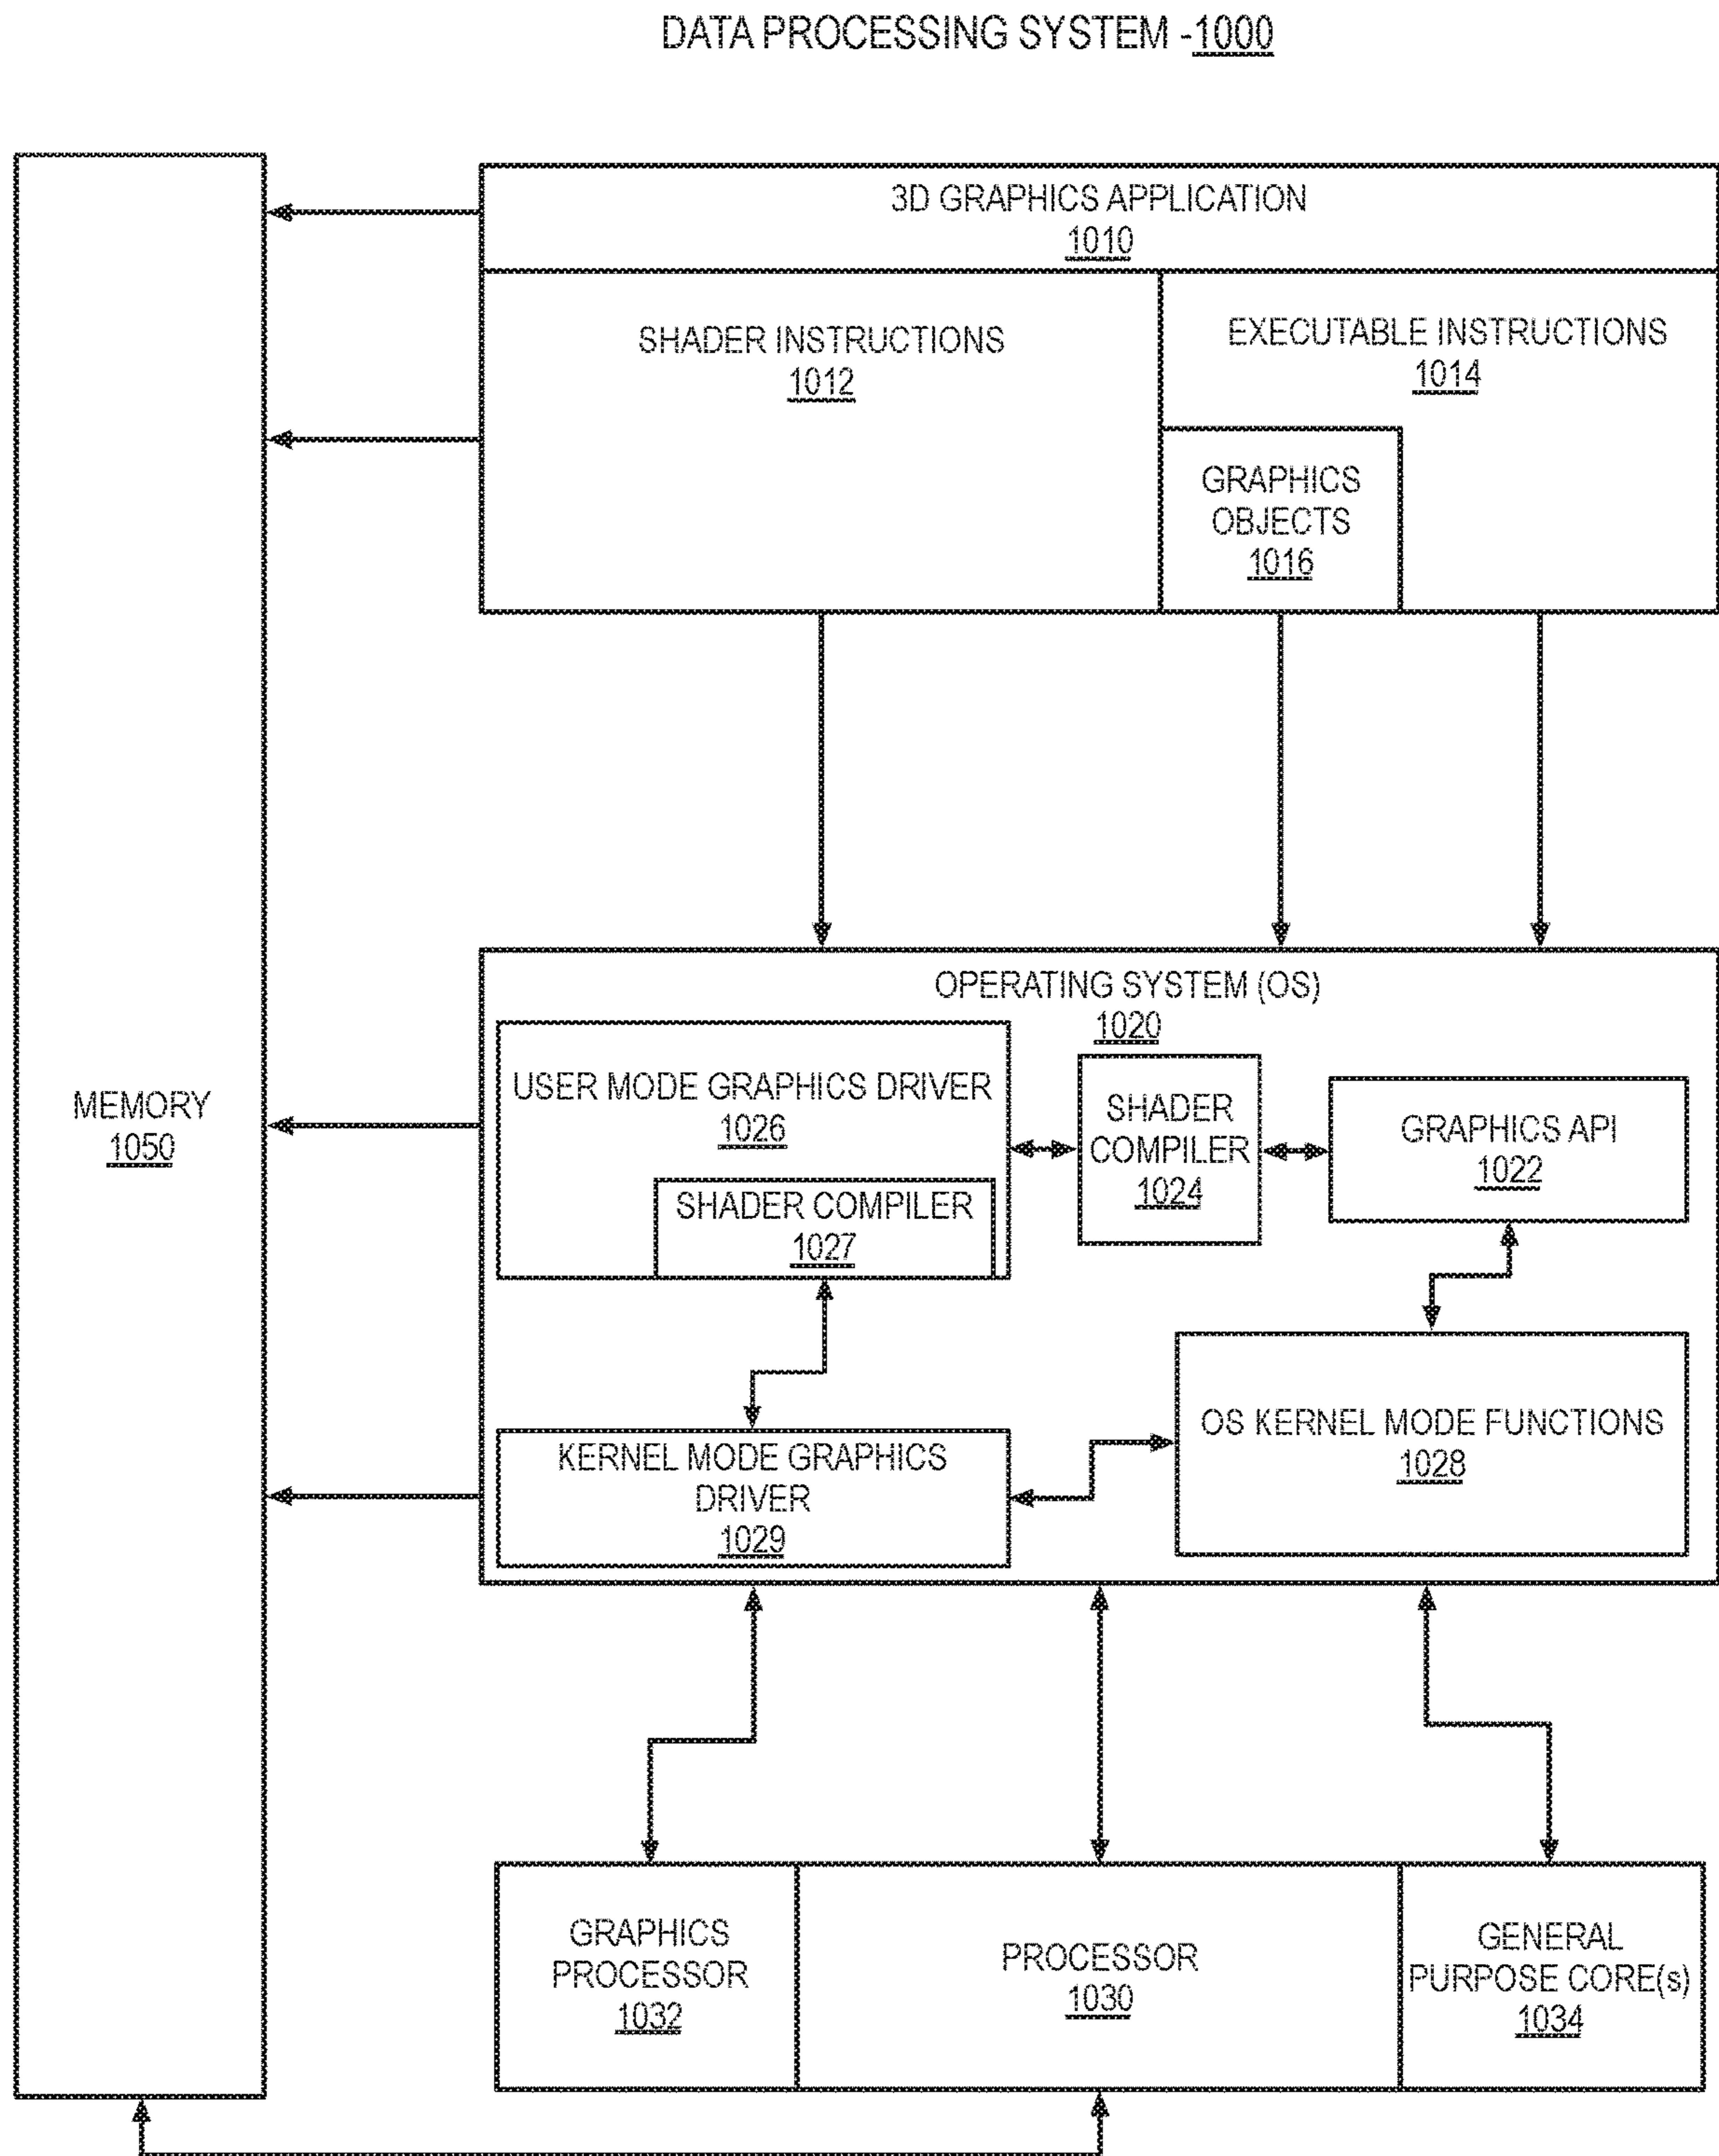 DATA PROCESSING SYSTEM -1000
3D GRAPHICS APPLICATION
1010
SHADER INSTRUCTIONS
1012
EXECUTABLE INSTRUCTIONS
1014
GRAPHICS
OBJECTS
1016
MEMORY
1050
OPERATING SYSTEM (OS)
1020
USER MODE GRAPHICS DRIVER
1026
SHADER COMPILER
1027
SHADER
COMPILER
1024
GRAPHICS API
1022
KERNEL MODE GRAPHICS
DRIVER
1029
OS KERNEL MODE FUNCTIONS
1028
GRAPHICS
PROCESSOR
1032
PROCESSOR
1030
GENERAL
PURPOSE CORE(s)
1034